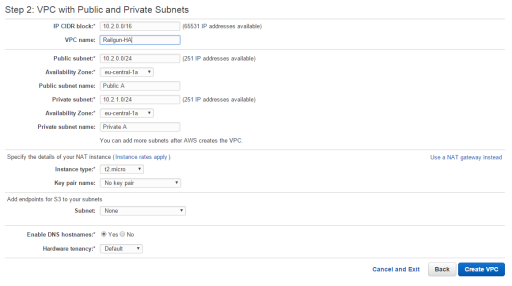 Step 2: VPC with Public and Private Subnets
IP CIDR block:* 10.2.0.0/16 (65531 IP addresses available)
VPC name: Railgun-HA
Public subnet:* 10.2.0.0/24 (251 IP addresses available)
Availability Zone:* eu-central-1a
Public subnet name: Public A
Private subnet:* 10.2.1.0/24 (251 IP addresses available)
Availability Zone:* eu-central-1a
Private subnet name: Private A
You can add more subnets after AWS creates the VPC.
Specify the details of your NAT instance (Instance rates apply). Use a NAT gateway instead
Instance type:* t2.micro
Key pair name: No key pair
Add endpoints for S3 to your subnets
Subnet: None
Enable DNS hostnames:* Yes No
Hardware tenancy:* Default
Cancel and Exit Back Create VPC